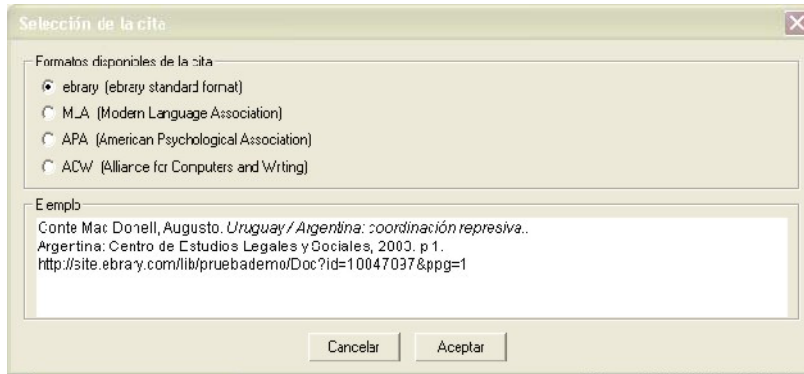 Selección de la cita
Formatos disponibles de la cita
ebrary (ebrary standard format)
MLA (Modern Language Association)
APA (American Psychological Association)
ACW (Alliance for Computers and Writing)
Ejemplo
Conte Mac Donell, Augusto. Uruguay / Argentina: coordinación represiva..
Argentina: Centro de Estudios Legales y Sociales, 2003. p 1.
http://site.ebrary.com/lib/pruebademo/Doc?id=10047097&ppg=1
Cancelar Aceptar